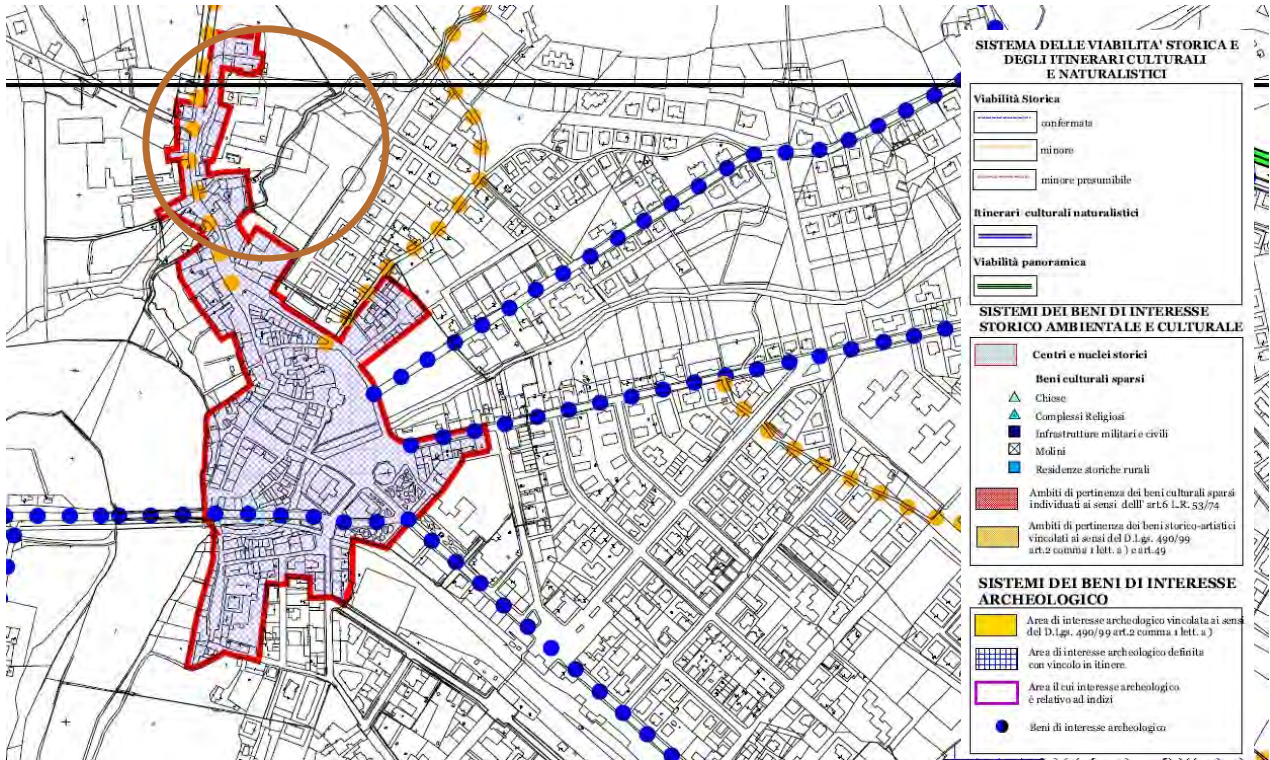 SISTEMA DELLE VIABILITA' STORICA E
DEGLI ITINERARI CULTURALI
E NATURALISTICI
Viabilità Storica
confermata
minore
minore presumibile
Itinerari culturali naturalistici
Viabilità panoramica
SISTEMI DEI BENI DI INTERESSE
STORICO AMBIENTALE E CULTURALE
Centri e nuclei storici
Beni culturali sparsi
Chiese
Complessi Religiosi
Infrastrutture militari e civili
Molini
Residenze storiche rurali
Ambiti di pertinenza dei beni culturali sparsi
individuati ai sensi dell' art.6 L.R. 53/74
Ambiti di pertinenza dei beni storico-artistici
vincolati ai sensi del D.lgs. 490/99
art.2 comma 1 lett. a ) e art.49
SISTEMI DEI BENI DI INTERESSE
ARCHEOLOGICO
Area di interesse archeologico vincolata ai sensi
del D.Lgs. 490/99 art.2 comma 1 lett. a )
Area di interesse archeologico definita
con vincolo in itinere
Area il cui interesse archeologico
è relativo ad indizi
Beni di interesse archeologico